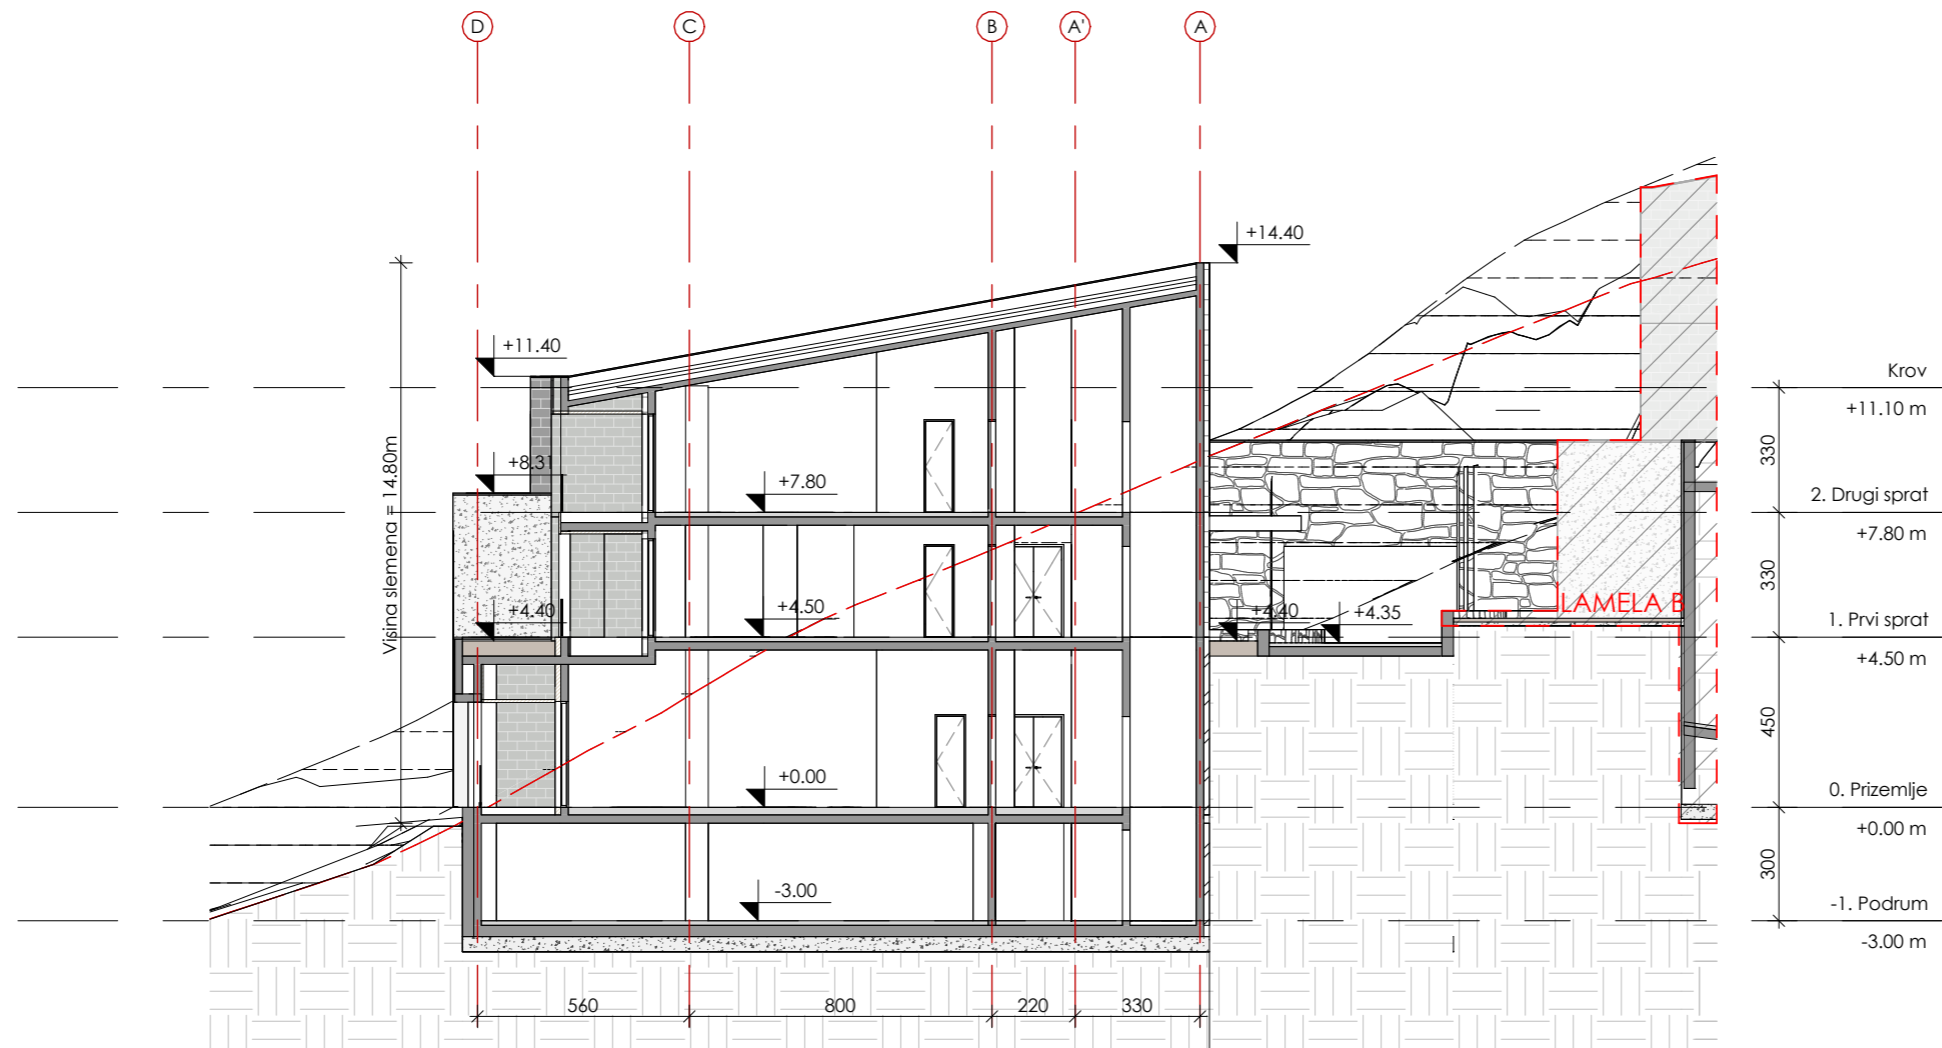 D
C
B
A'
A
+14.40
+11.40
Krov
+11.10 m
Visina slemena = 14.80m
330
+8.31
+7.80
2. Drugi sprat
+7.80 m
330
LAMELA B
+4.40
+4.50
+4.40
+4.35
1. Prvi sprat
+4.50 m
450
+0.00
0. Prizemlje
+0.00 m
300
-3.00
-1. Podrum
-3.00 m
560
800
220
330